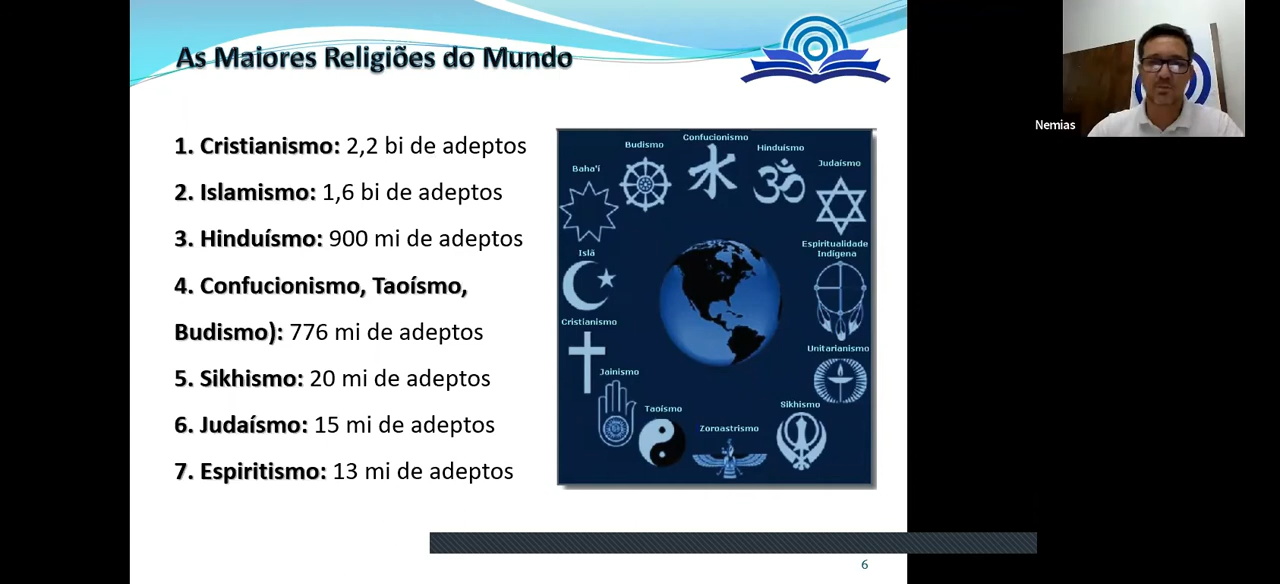 As Maiores Religiões do Mundo
1. Cristianismo: 2,2 bi de adeptos
2. Islamismo: 1,6 bi de adeptos
3. Hinduísmo: 900 mi de adeptos
4. Confucionismo, Taoísmo,
Budismo): 776 mi de adeptos
5. Sikhismo: 20 mi de adeptos
6. Judaísmo: 15 mi de adeptos
7. Espiritismo: 13 mi de adeptos
Confucionismo
Budismo
Hinduísmo
Judaísmo
Baha'i
Espiritualidade
Indígena
Islã
Cristianismo
Unitarianismo
Jainismo
Sikhismo
Taoísmo
Zoroastrismo
6
Nemias